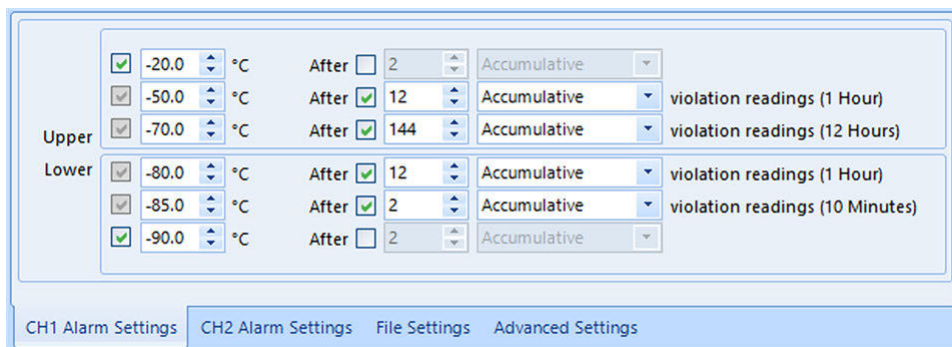 -20.0 °C After 2 Accumulative
-50.0 °C After 12 Accumulative violation readings (1 Hour)
Upper -70.0 °C After 144 Accumulative violation readings (12 Hours)
Lower -80.0 °C After 12 Accumulative violation readings (1 Hour)
-85.0 °C After 2 Accumulative violation readings (10 Minutes)
-90.0 °C After 2 Accumulative
CH1 Alarm Settings CH2 Alarm Settings File Settings Advanced Settings